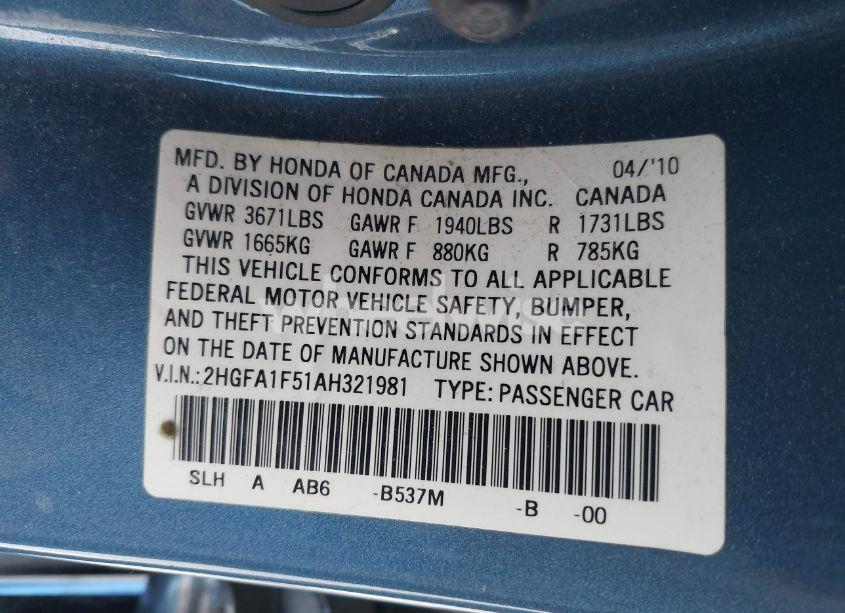 MFD. BY HONDA OF CANADA MFG., 04/'10
A DIVISION OF HONDA CANADA INC. CANADA
GVWR 3671LBS GAWR F 1940LBS R 1731LBS
GVWR 1665KG GAWR F 880KG R 785KG
THIS VEHICLE CONFORMS TO ALL APPLICABLE
FEDERAL MOTOR VEHICLE SAFETY, BUMPER,
AND THEFT PREVENTION STANDARDS IN EFFECT
ON THE DATE OF MANUFACTURE SHOWN ABOVE.
V.I.N.: 2HGFA1F51AH321981 TYPE: PASSENGER CAR
SLH A AB6 -B537M -B -00